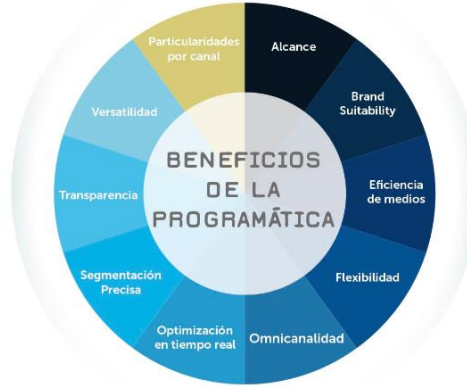 BENEFICIOS
DE LA
PROGRAMÁTICA
Alcance
Brand
Suitability
Eficiencia
de medios
Flexibilidad
Omnicanalidad
Optimización
en tiempo real
Segmentación
Precisa
Transparencia
Versatilidad
Particularidades
por canal